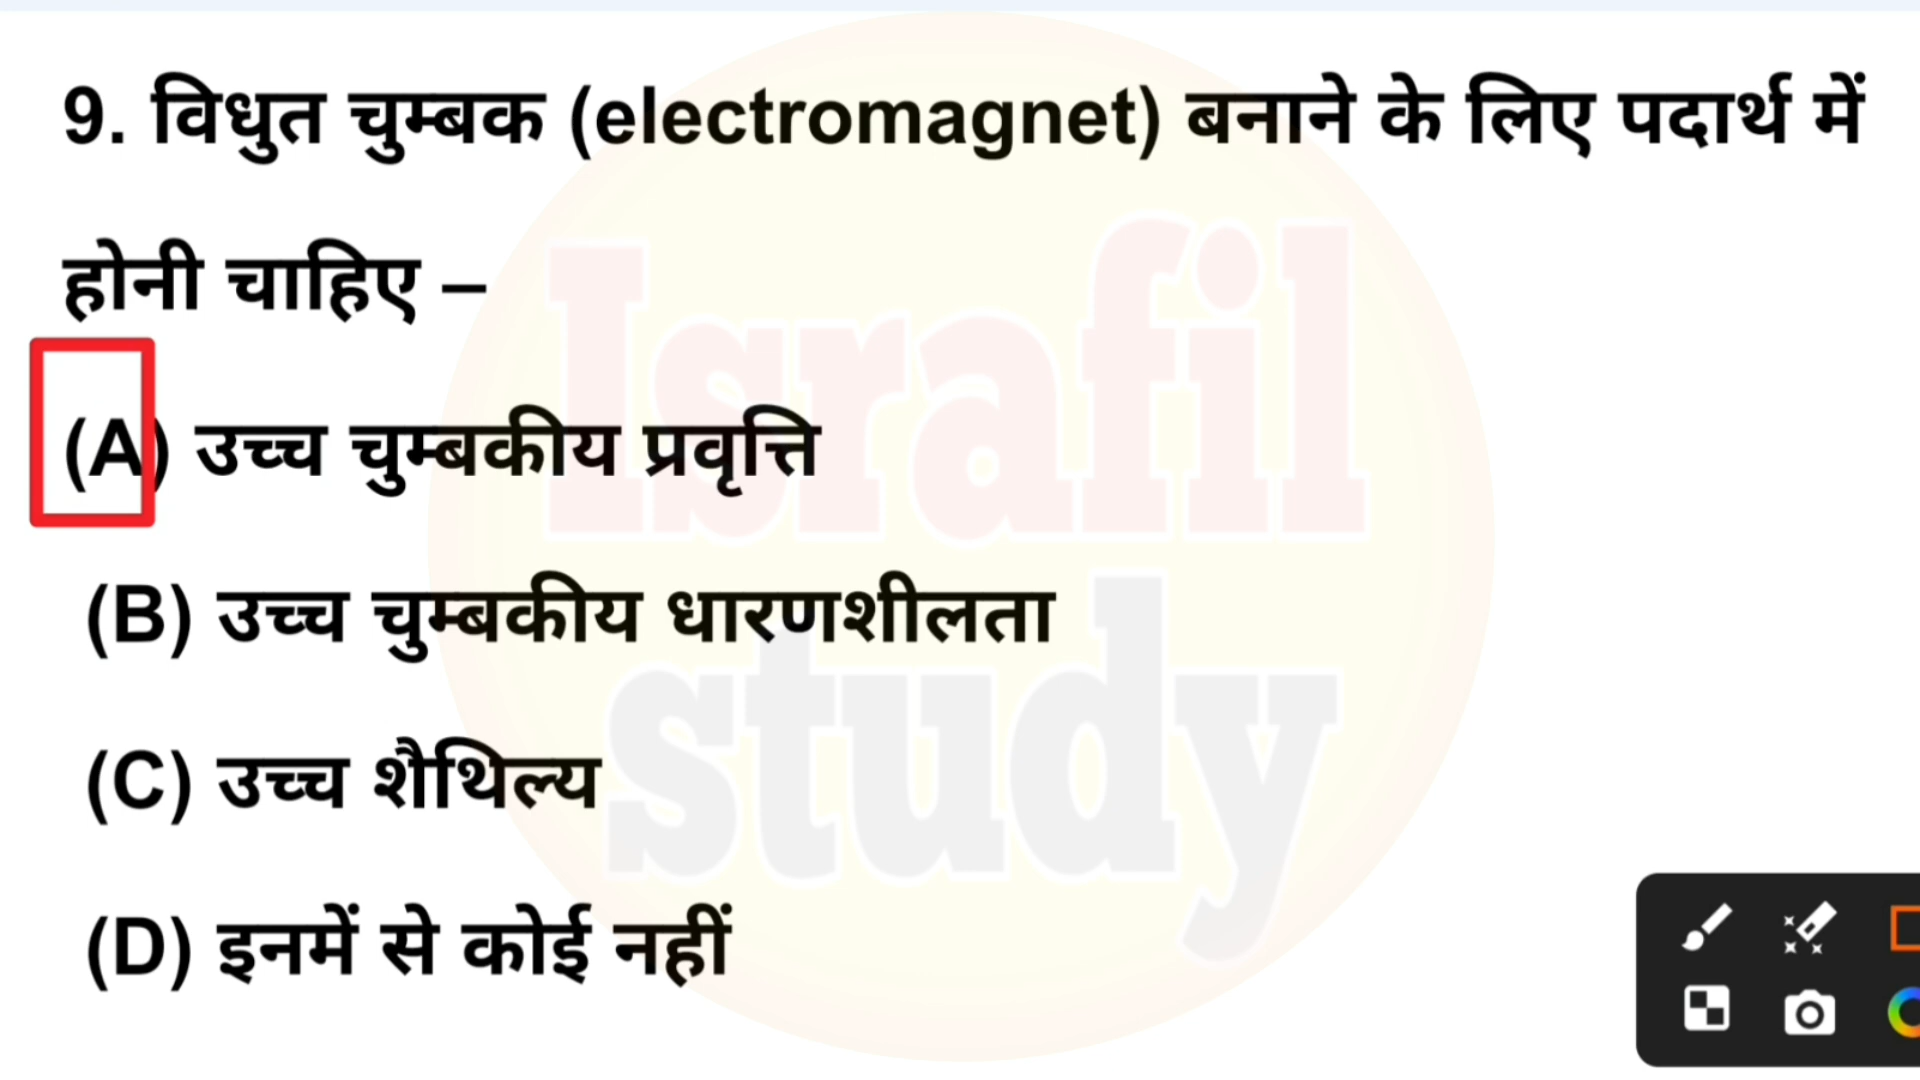 9. विधुत चुम्बक (electromagnet) बनाने के लिए पदार्थ में
होनी चाहिए –
(A) उच्च चुम्बकीय प्रवृत्ति
(B) उच्च चुम्बकीय धारणशीलता
(C) उच्च शैथिल्य
(D) इनमें से कोई नहीं
Israfil
study